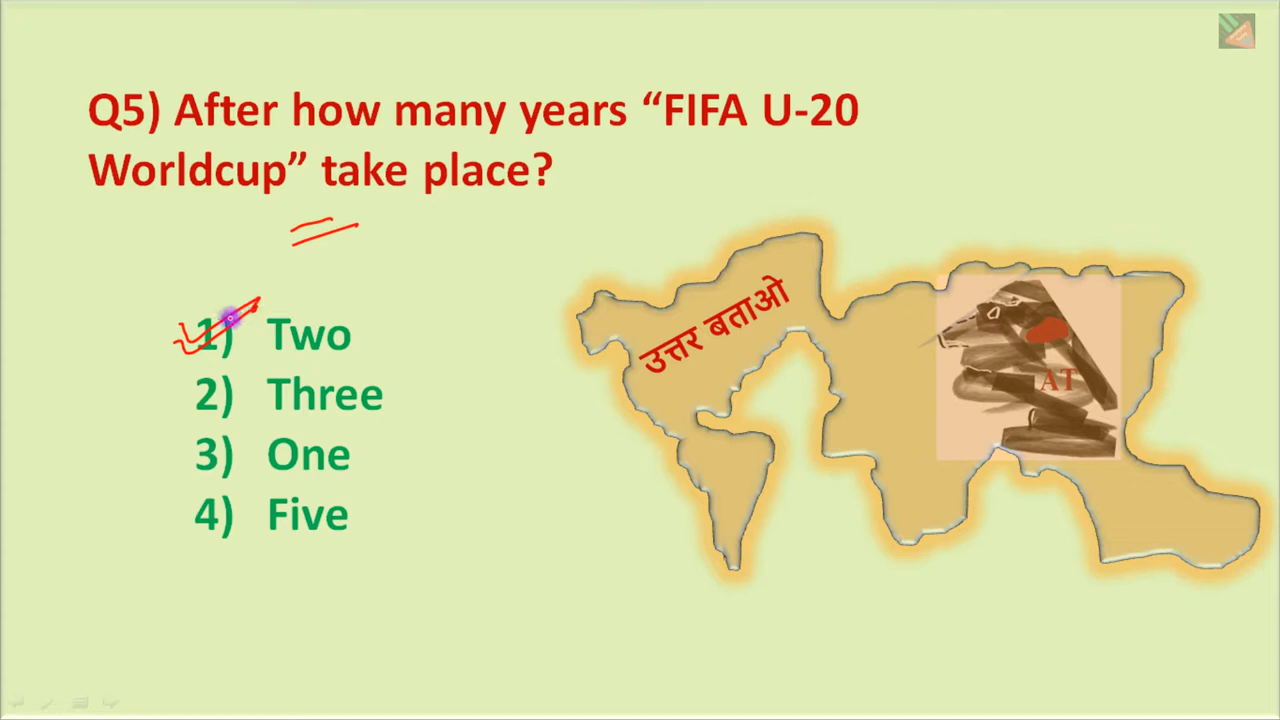 Q5) After how many years “FIFA U-20
Worldcup” take place?
1) Two
2) Three
3) One
4) Five
उत्तर बताओ
AT